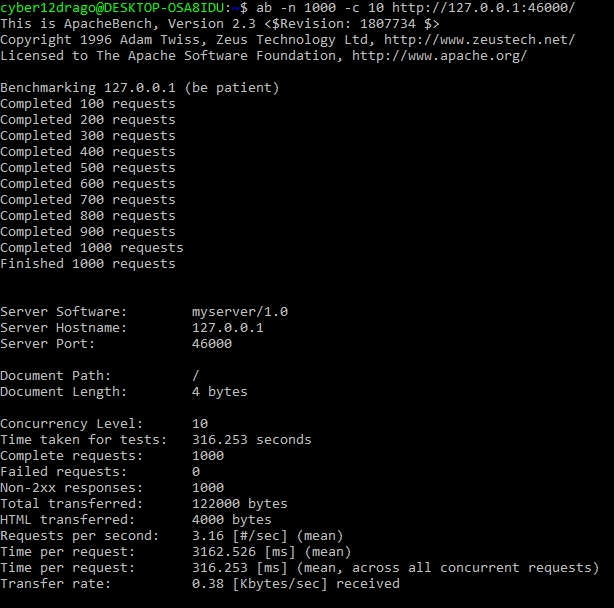 cyber12drago@DESKTOP-OSA8IDU:~$ ab -n 1000 -c 10 http://127.0.0.1:46000/
This is ApacheBench, Version 2.3 <$Revision: 1807734 $>
Copyright 1996 Adam Twiss, Zeus Technology Ltd, http://www.zeustech.net/
Licensed to The Apache Software Foundation, http://www.apache.org/

Benchmarking 127.0.0.1 (be patient)
Completed 100 requests
Completed 200 requests
Completed 300 requests
Completed 400 requests
Completed 500 requests
Completed 600 requests
Completed 700 requests
Completed 800 requests
Completed 900 requests
Completed 1000 requests
Finished 1000 requests


Server Software:        myserver/1.0
Server Hostname:        127.0.0.1
Server Port:            46000

Document Path:          /
Document Length:        4 bytes

Concurrency Level:      10
Time taken for tests:   316.253 seconds
Complete requests:      1000
Failed requests:        0
Non-2xx responses:      1000
Total transferred:      122000 bytes
HTML transferred:       4000 bytes
Requests per second:    3.16 [#/sec] (mean)
Time per request:       3162.526 [ms] (mean)
Time per request:       316.253 [ms] (mean, across all concurrent requests)
Transfer rate:          0.38 [Kbytes/sec] received